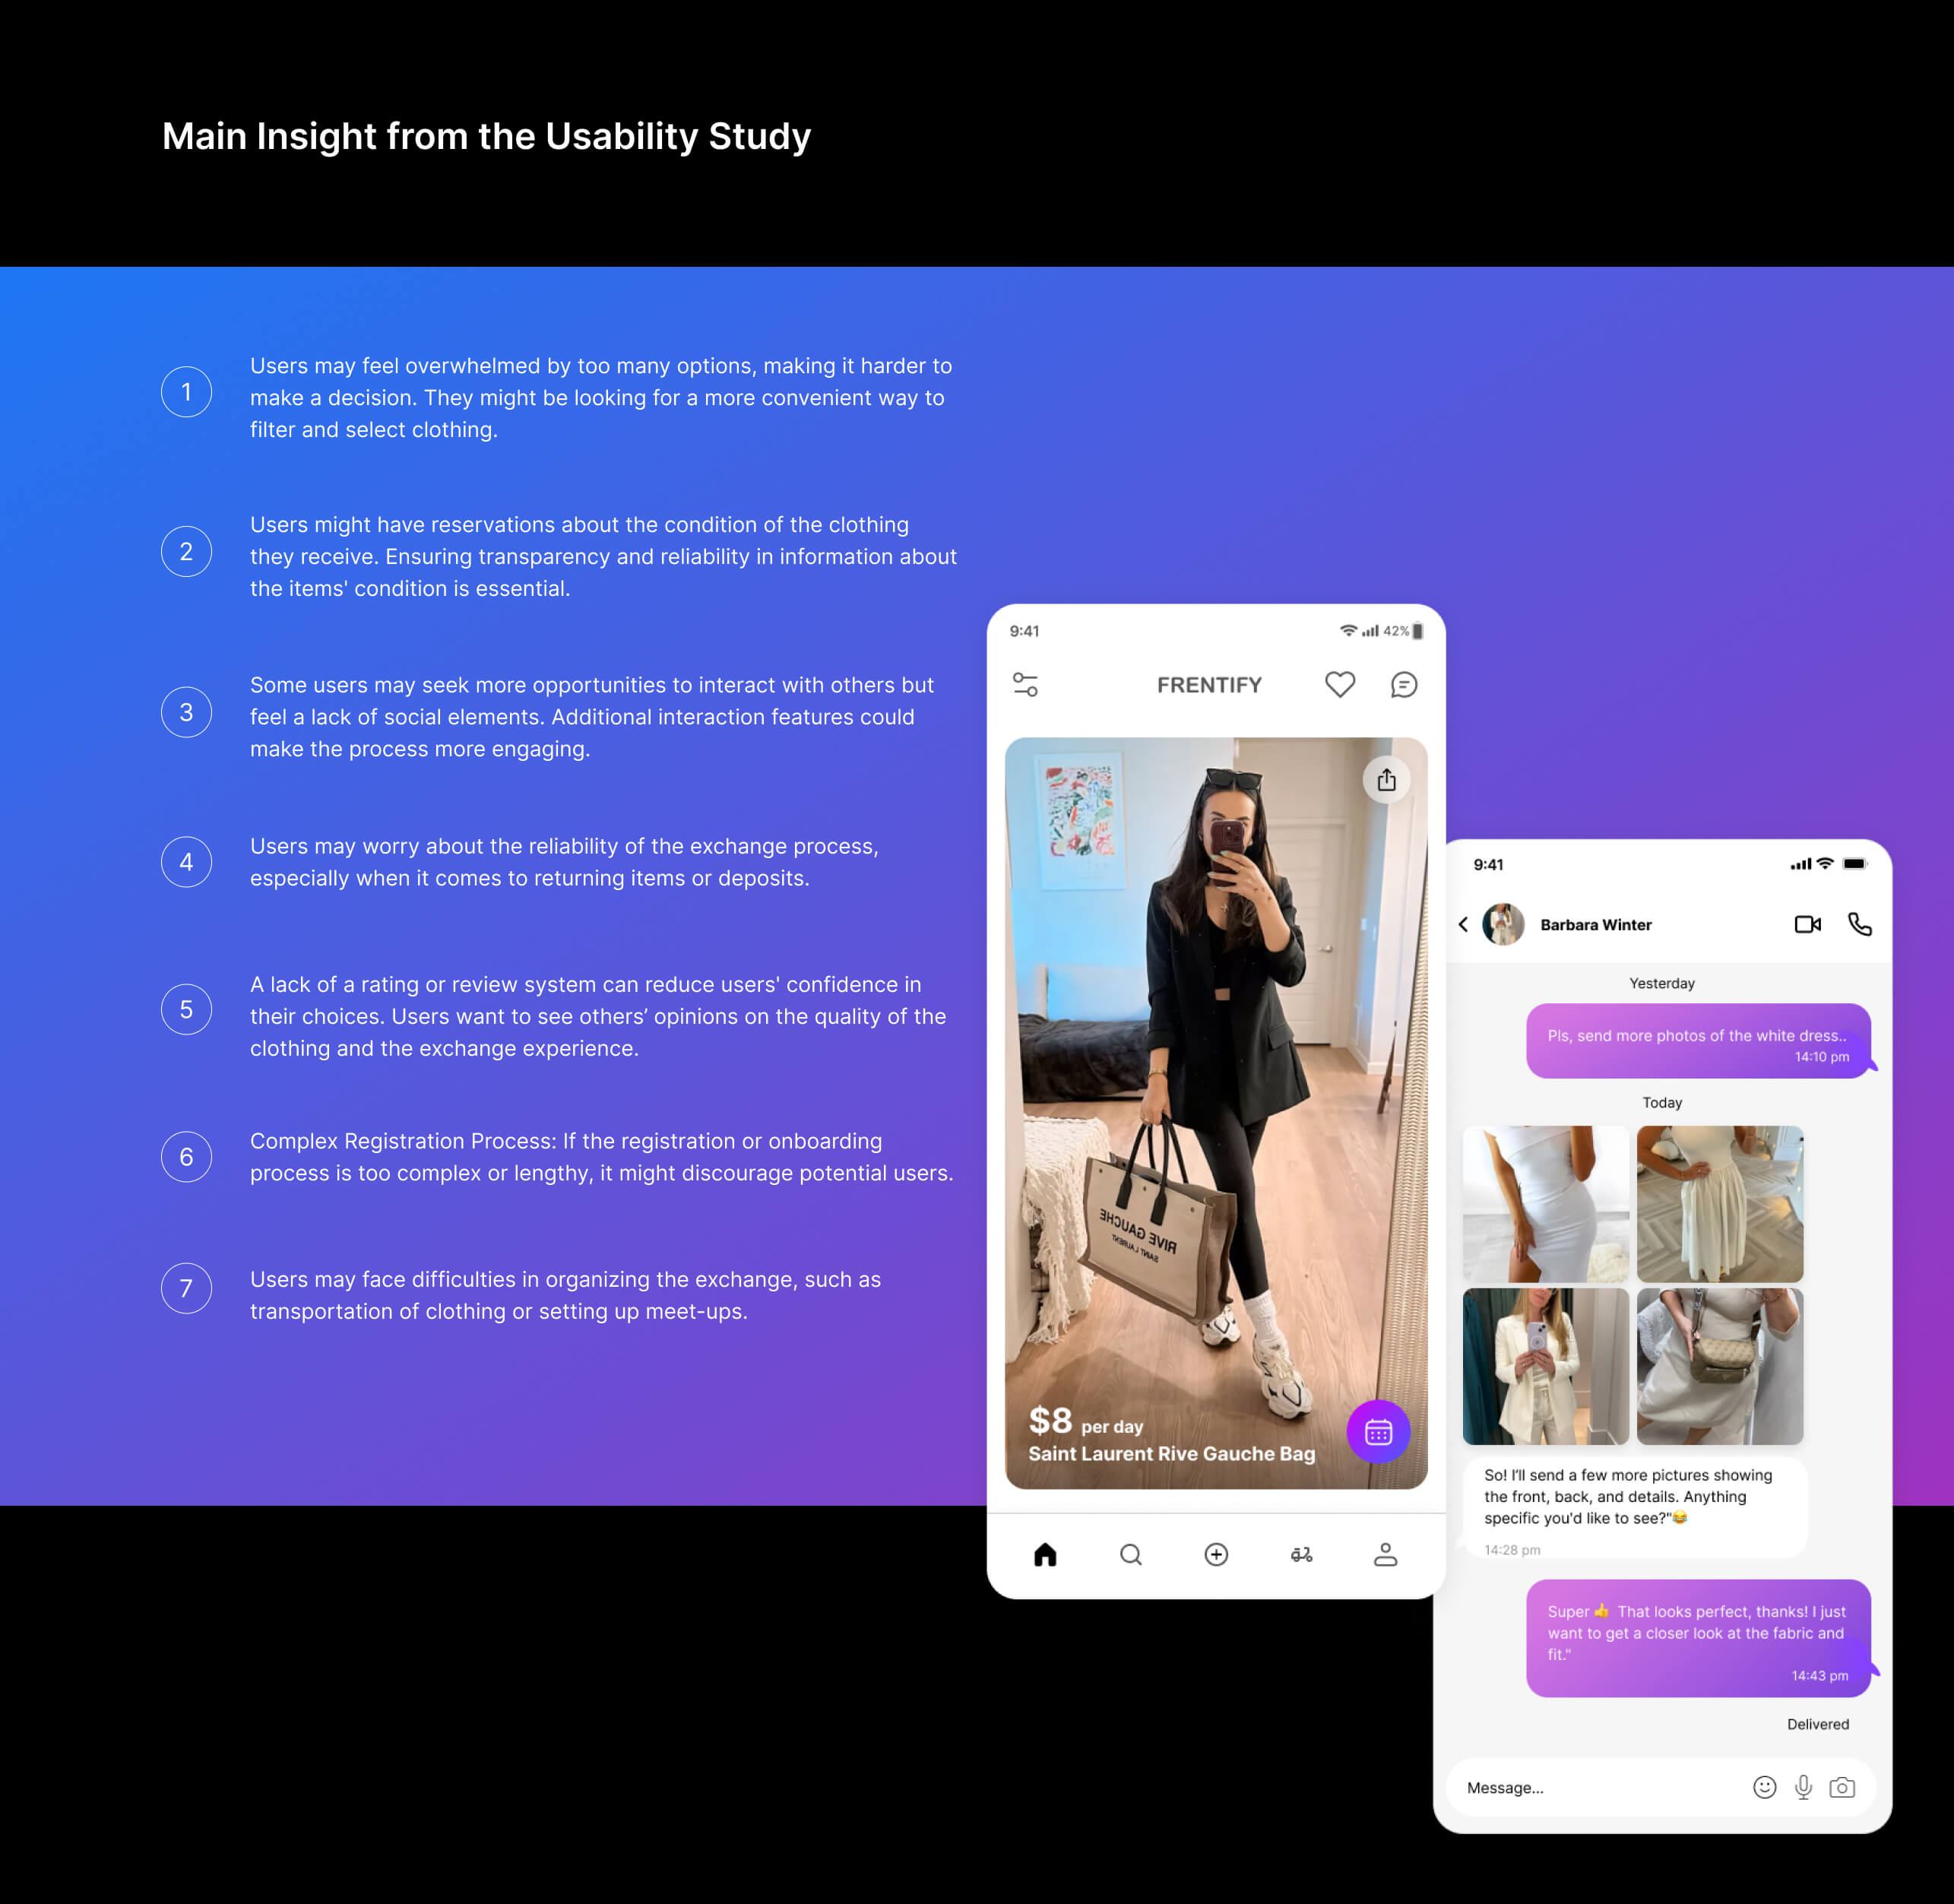 Main Insight from the Usability Study
1
Users may feel overwhelmed by too many options, making it harder to
make a decision. They might be looking for a more convenient way to
filter and select clothing.
2
Users might have reservations about the condition of the clothing
they receive. Ensuring transparency and reliability in information about
the items' condition is essential.
3
Some users may seek more opportunities to interact with others but
feel a lack of social elements. Additional interaction features could
make the process more engaging.
4
Users may worry about the reliability of the exchange process,
especially when it comes to returning items or deposits.
5
A lack of a rating or review system can reduce users' confidence in
their choices. Users want to see others’ opinions on the quality of the
clothing and the exchange experience.
6
Complex Registration Process: If the registration or onboarding
process is too complex or lengthy, it might discourage potential users.
7
Users may face difficulties in organizing the exchange, such as
transportation of clothing or setting up meet-ups.
9:41
42%
FRENTIFY
RIVE GAUCHE
SAINT LAURENT
$8 per day
Saint Laurent Rive Gauche Bag
9:41
Barbara Winter
Yesterday
Pls, send more photos of the white dress..
14:10 pm
Today
So! I'll send a few more pictures showing
the front, back, and details. Anything
specific you'd like to see?"😂
14:28 pm
Super 👍 That looks perfect, thanks! I just
want to get a closer look at the fabric and
fit."
14:43 pm
Delivered
Message...